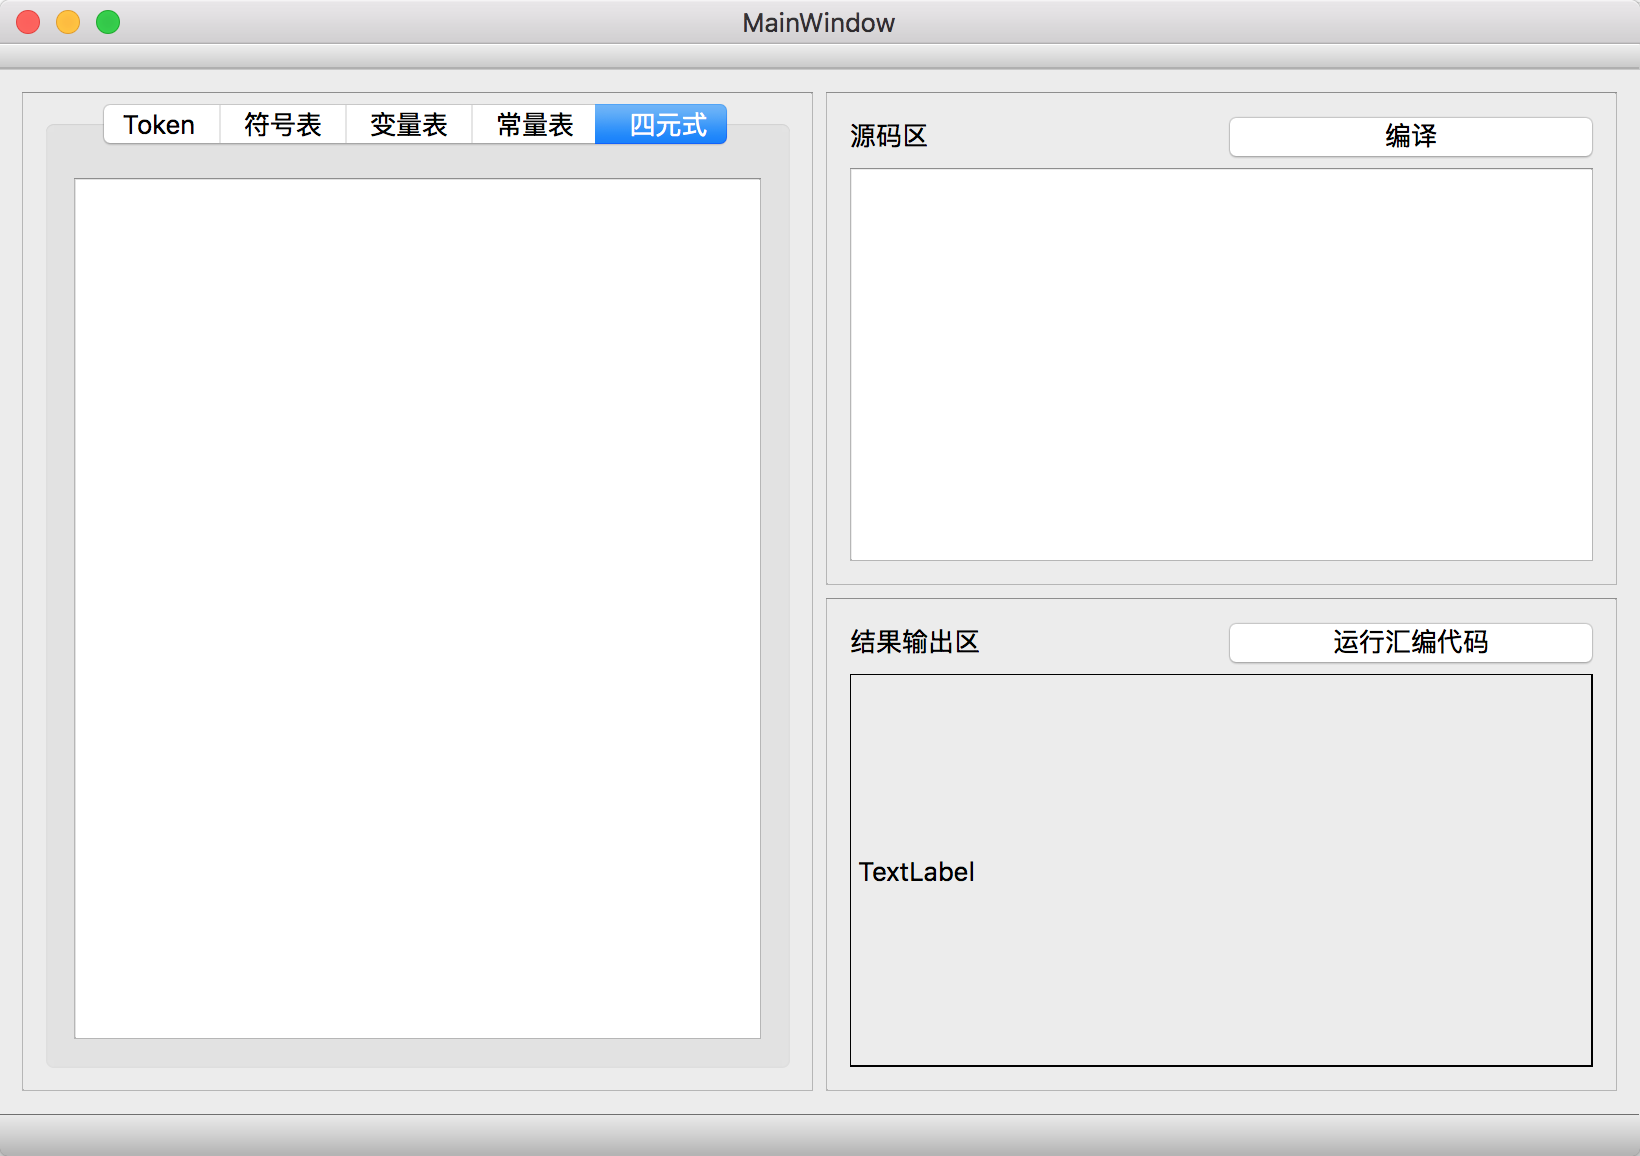 MainWindow
Token 符号表 变量表 常量表 四元式
源码区 编译
结果输出区 运行汇编代码
TextLabel